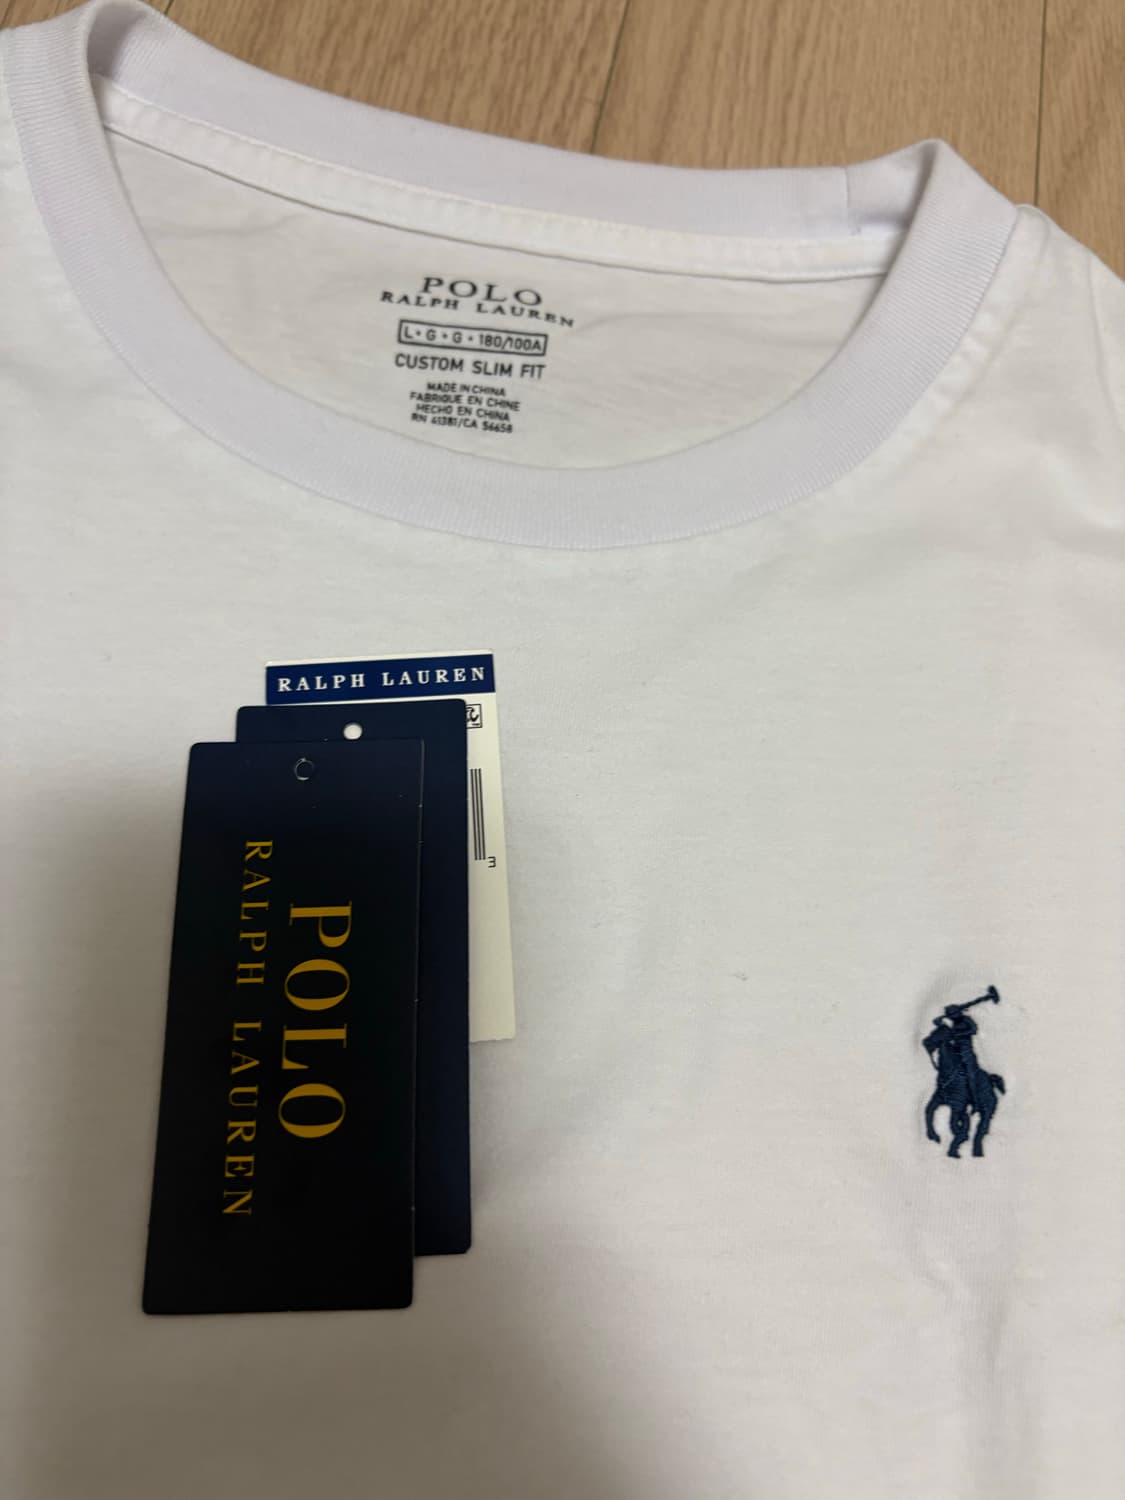 POLO
RALPH LAUREN
L • G • G • 180/100A
CUSTOM SLIM FIT
MADE IN CHINA
FABRIQUE EN CHINE
HECHO EN CHINA
RN 41381/CA 56658
RALPH LAUREN
3
POLO
RALPH LAUREN